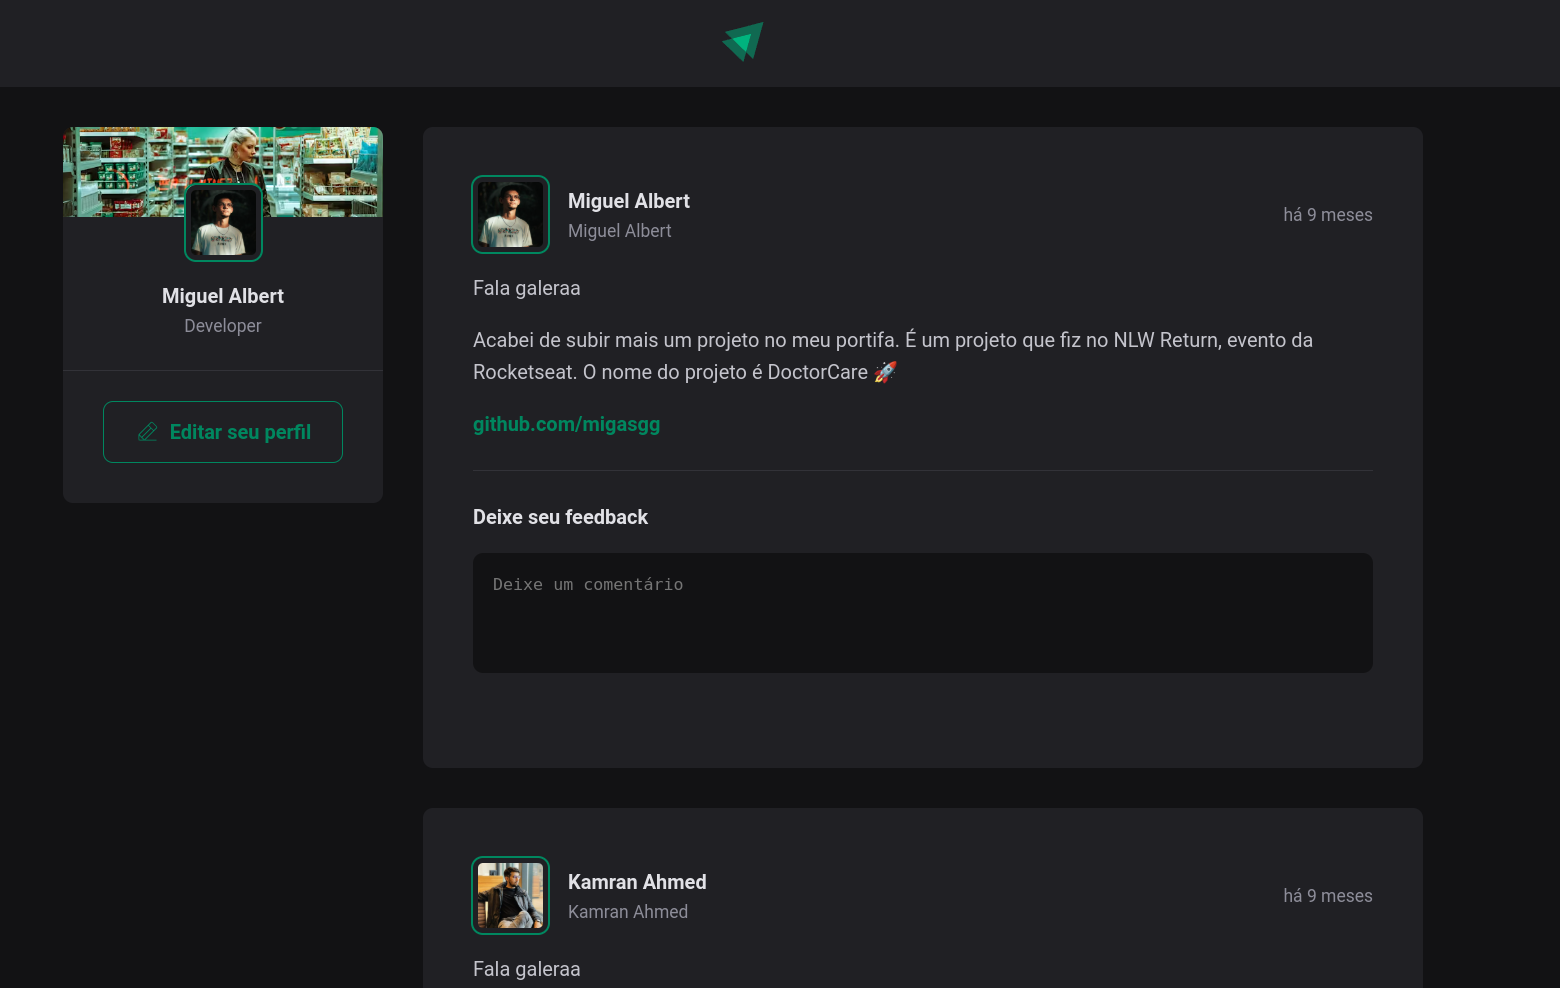 Miguel Albert
Developer
Editar seu perfil
Miguel Albert
Miguel Albert
há 9 meses
Fala galeraa
Acabei de subir mais um projeto no meu portifa. É um projeto que fiz no NLW Return, evento da
Rocketseat. O nome do projeto é DoctorCare 🚀
github.com/migasgg
Deixe seu feedback
Deixe um comentário
Kamran Ahmed
Kamran Ahmed
há 9 meses
Fala galeraa